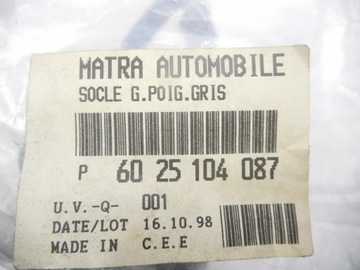 MATRA AUTOMOBILE
SOCLE G.POIG.GRIS
P 60 25 104 087
U.V.-Q- 001
DATE/LOT 16.10.98
MADE IN C.E.E